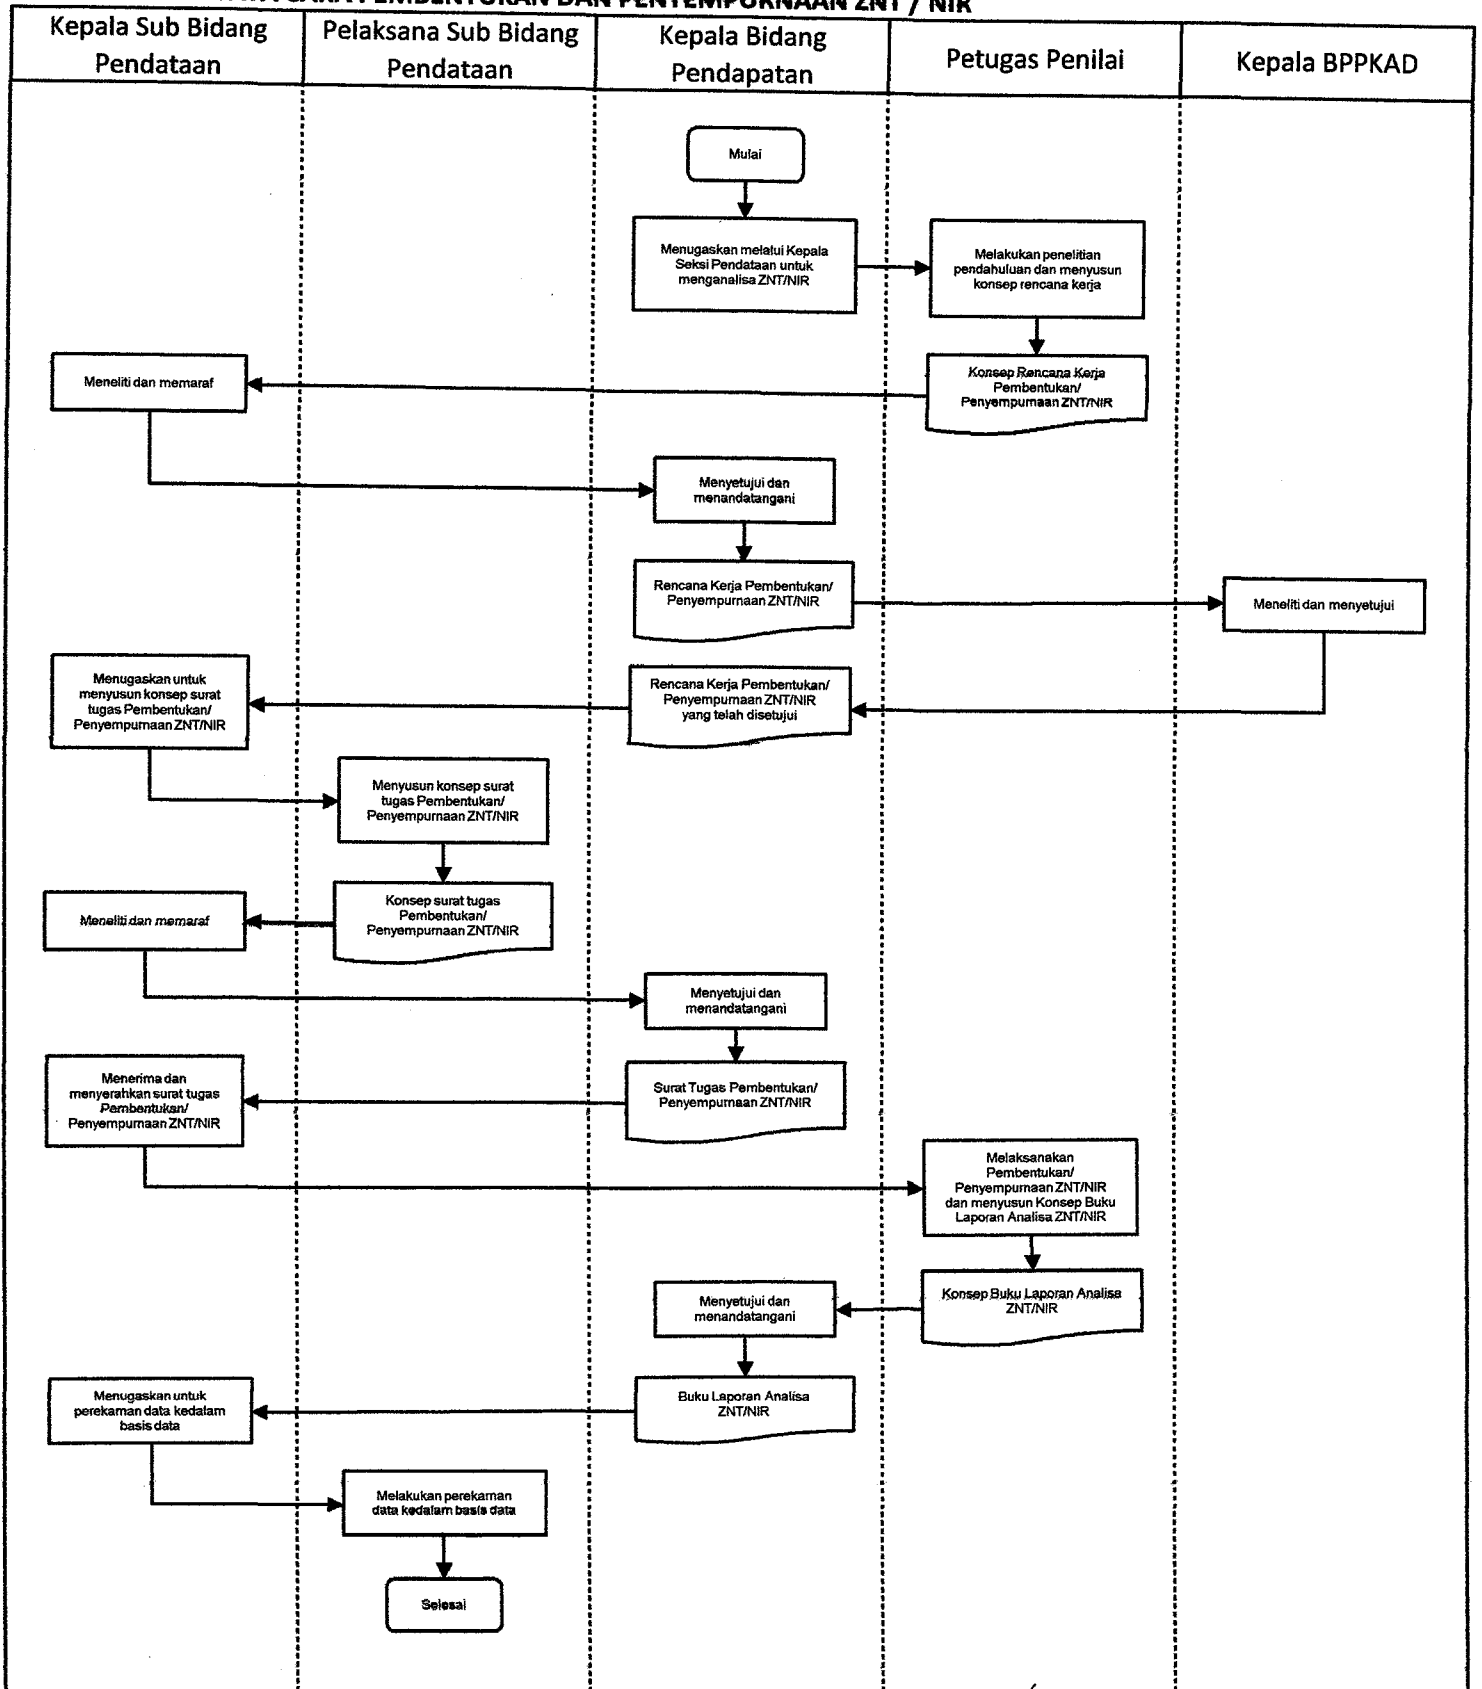 PEMBENTUKAN DAN PENYEMPURNAAN ZNT / NIR
Kepala Sub Bidang
Pendataan
Pelaksana Sub Bidang
Pendataan
Kepala Bidang
Pendapatan
Petugas Penilai
Kepala BPPKAD
Mulai
Menugaskan melalui Kepala
Seksi Pendataan untuk
menganalisa ZNT/NIR
Melakukan penelitian
pendahuluan dan menyusun
konsep rencana kerja
Konsep Rencana Kerja
Pembentukan/
Penyempurnaan ZNT/NIR
Meneliti dan memaraf
Menyetujui dan
menandatangani
Rencana Kerja Pembentukan/
Penyempurnaan ZNT/NIR
Meneliti dan menyetujui
Rencana Kerja Pembentukan/
Penyempurnaan ZNT/NIR
yang telah disetujui
Menugaskan untuk
menyusun konsep surat
tugas Pembentukan/
Penyempurnaan ZNT/NIR
Menyusun konsep surat
tugas Pembentukan/
Penyempurnaan ZNT/NIR
Konsep surat tugas
Pembentukan/
Penyempurnaan ZNT/NIR
Meneliti dan memaraf
Menyetujui dan
menandatangani
Surat Tugas Pembentukan/
Penyempurnaan ZNT/NIR
Menerima dan
menyerahkan surat tugas
Pembentukan/
Penyempurnaan ZNT/NIR
Melaksanakan
Pembentukan/
Penyempurnaan ZNT/NIR
dan menyusun Konsep Buku
Laporan Analisa ZNT/NIR
Konsep Buku Laporan Analisa
ZNT/NIR
Menyetujui dan
menandatangani
Buku Laporan Analisa
ZNT/NIR
Menugaskan untuk
perekaman data kedalam
basis data
Melakukan perekaman
data kedalam basis data
Selesai